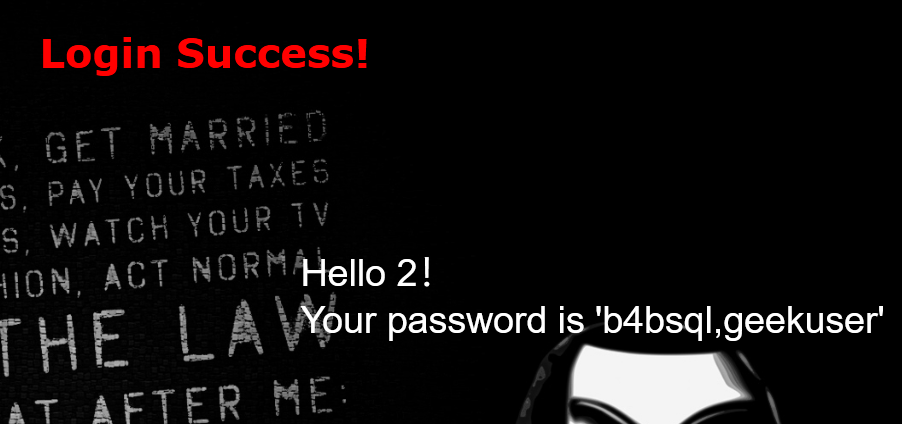 Login Success!
, GET MARRIED
S, PAY YOUR TAXES
S, WATCH YOUR TV
HION, ACT NORMAL
THE LAW
AT AFTER ME:
Hello 2！
Your password is 'b4bsql,geekuser'